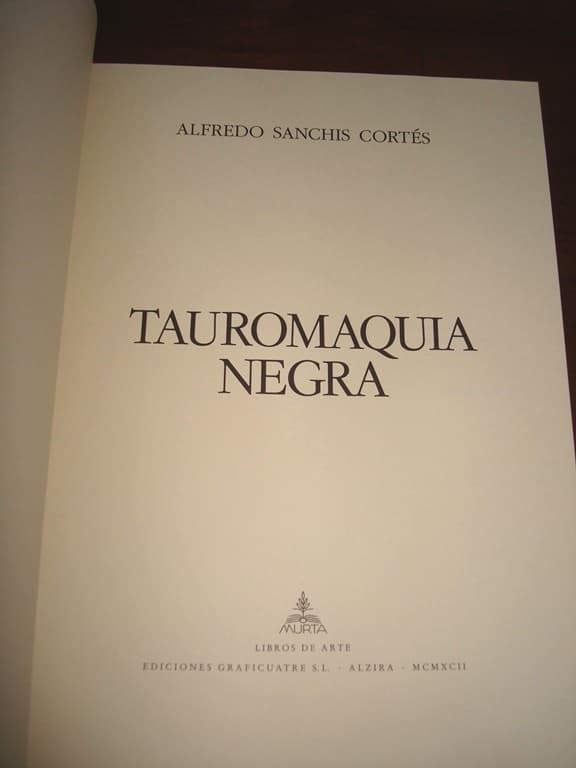 ALFREDO SANCHIS CORTÉS
TAUROMAQUIA
NEGRA
MURTA
LIBROS DE ARTE
EDICIONES GRAFICUATRE S.L. · ALZIRA · MCMXCII